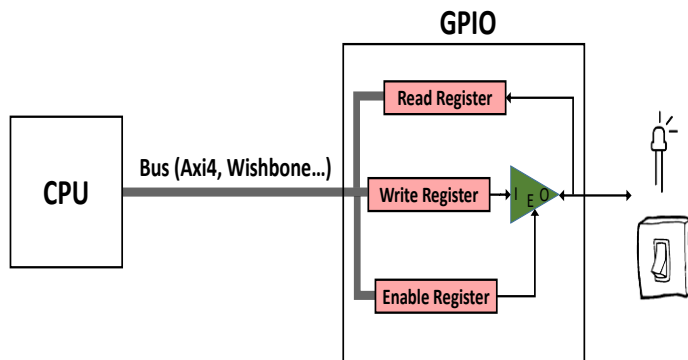 GPIO
Read Register
Bus (Axi4, Wishbone...)
CPU
Write Register
I E O
Enable Register